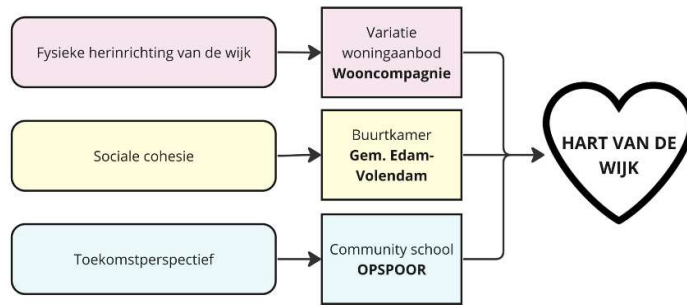 Fysieke herinrichting van de wijk
Variatie
woningaanbod
Wooncompagnie
Sociale cohesie
Buurtkamer
Gem. Edam-
Volendam
HART VAN DE
WIJK
Toekomstperspectief
Community school
OPSPOOR